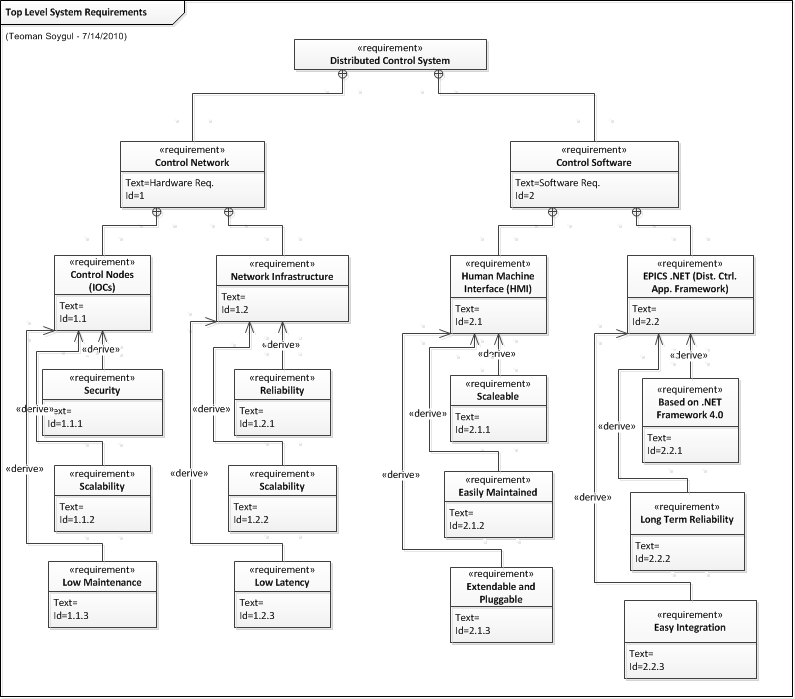 Top Level System Requirements
(Teoman Soygul - 7/14/2010)
«requirement»
Distributed Control System
«requirement»
Control Network
Text=Hardware Req.
Id=1
«requirement»
Control Software
Text=Software Req.
Id=2
«requirement»
Control Nodes
(IOCs)
Text=
Id=1.1
«requirement»
Network Infrastructure
Text=
Id=1.2
«requirement»
Human Machine
Interface (HMI)
Text=
Id=2.1
«requirement»
EPICS .NET (Dist. Ctrl.
App. Framework)
Text=
Id=2.2
«derive»
«requirement»
Security
Text=
Id=1.1.1
«derive»
«requirement»
Scalability
Text=
Id=1.1.2
«derive»
«requirement»
Low Maintenance
Text=
Id=1.1.3
«derive»
«requirement»
Reliability
Text=
Id=1.2.1
«derive»
«requirement»
Scalability
Text=
Id=1.2.2
«derive»
«requirement»
Low Latency
Text=
Id=1.2.3
«derive»
«requirement»
Scaleable
Text=
Id=2.1.1
«derive»
«requirement»
Easily Maintained
Text=
Id=2.1.2
«derive»
«requirement»
Extendable and
Pluggable
Text=
Id=2.1.3
«derive»
«requirement»
Based on .NET
Framework 4.0
Text=
Id=2.2.1
«derive»
«requirement»
Long Term Reliability
Text=
Id=2.2.2
«derive»
«requirement»
Easy Integration
Text=
Id=2.2.3
«derive»